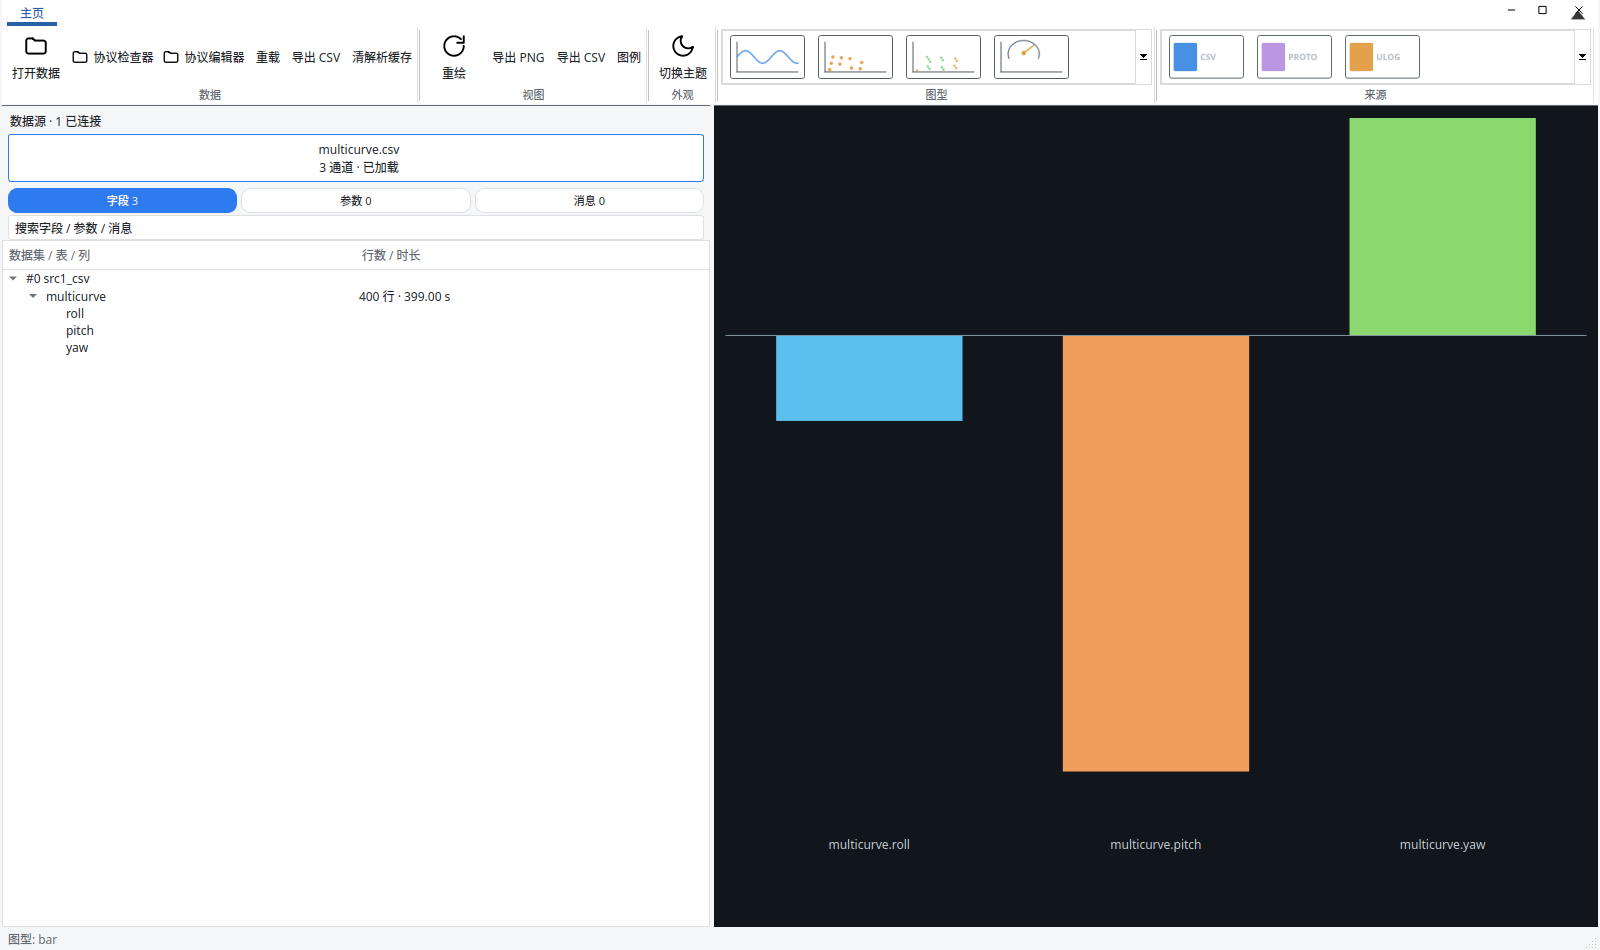 主页
打开数据
协议检查器
协议编辑器
重载
导出 CSV
清解析缓存
数据
重绘
导出 PNG
导出 CSV
图例
视图
切换主题
外观
图型
CSV
PROTO
ULOG
来源
数据源 · 1 已连接
multicurve.csv
3 通道 · 已加载
字段 3
参数 0
消息 0
搜索字段 / 参数 / 消息
数据集 / 表 / 列
行数 / 时长
#0 src1_csv
multicurve
400 行 · 399.00 s
roll
pitch
yaw
multicurve.roll
multicurve.pitch
multicurve.yaw
图型: bar